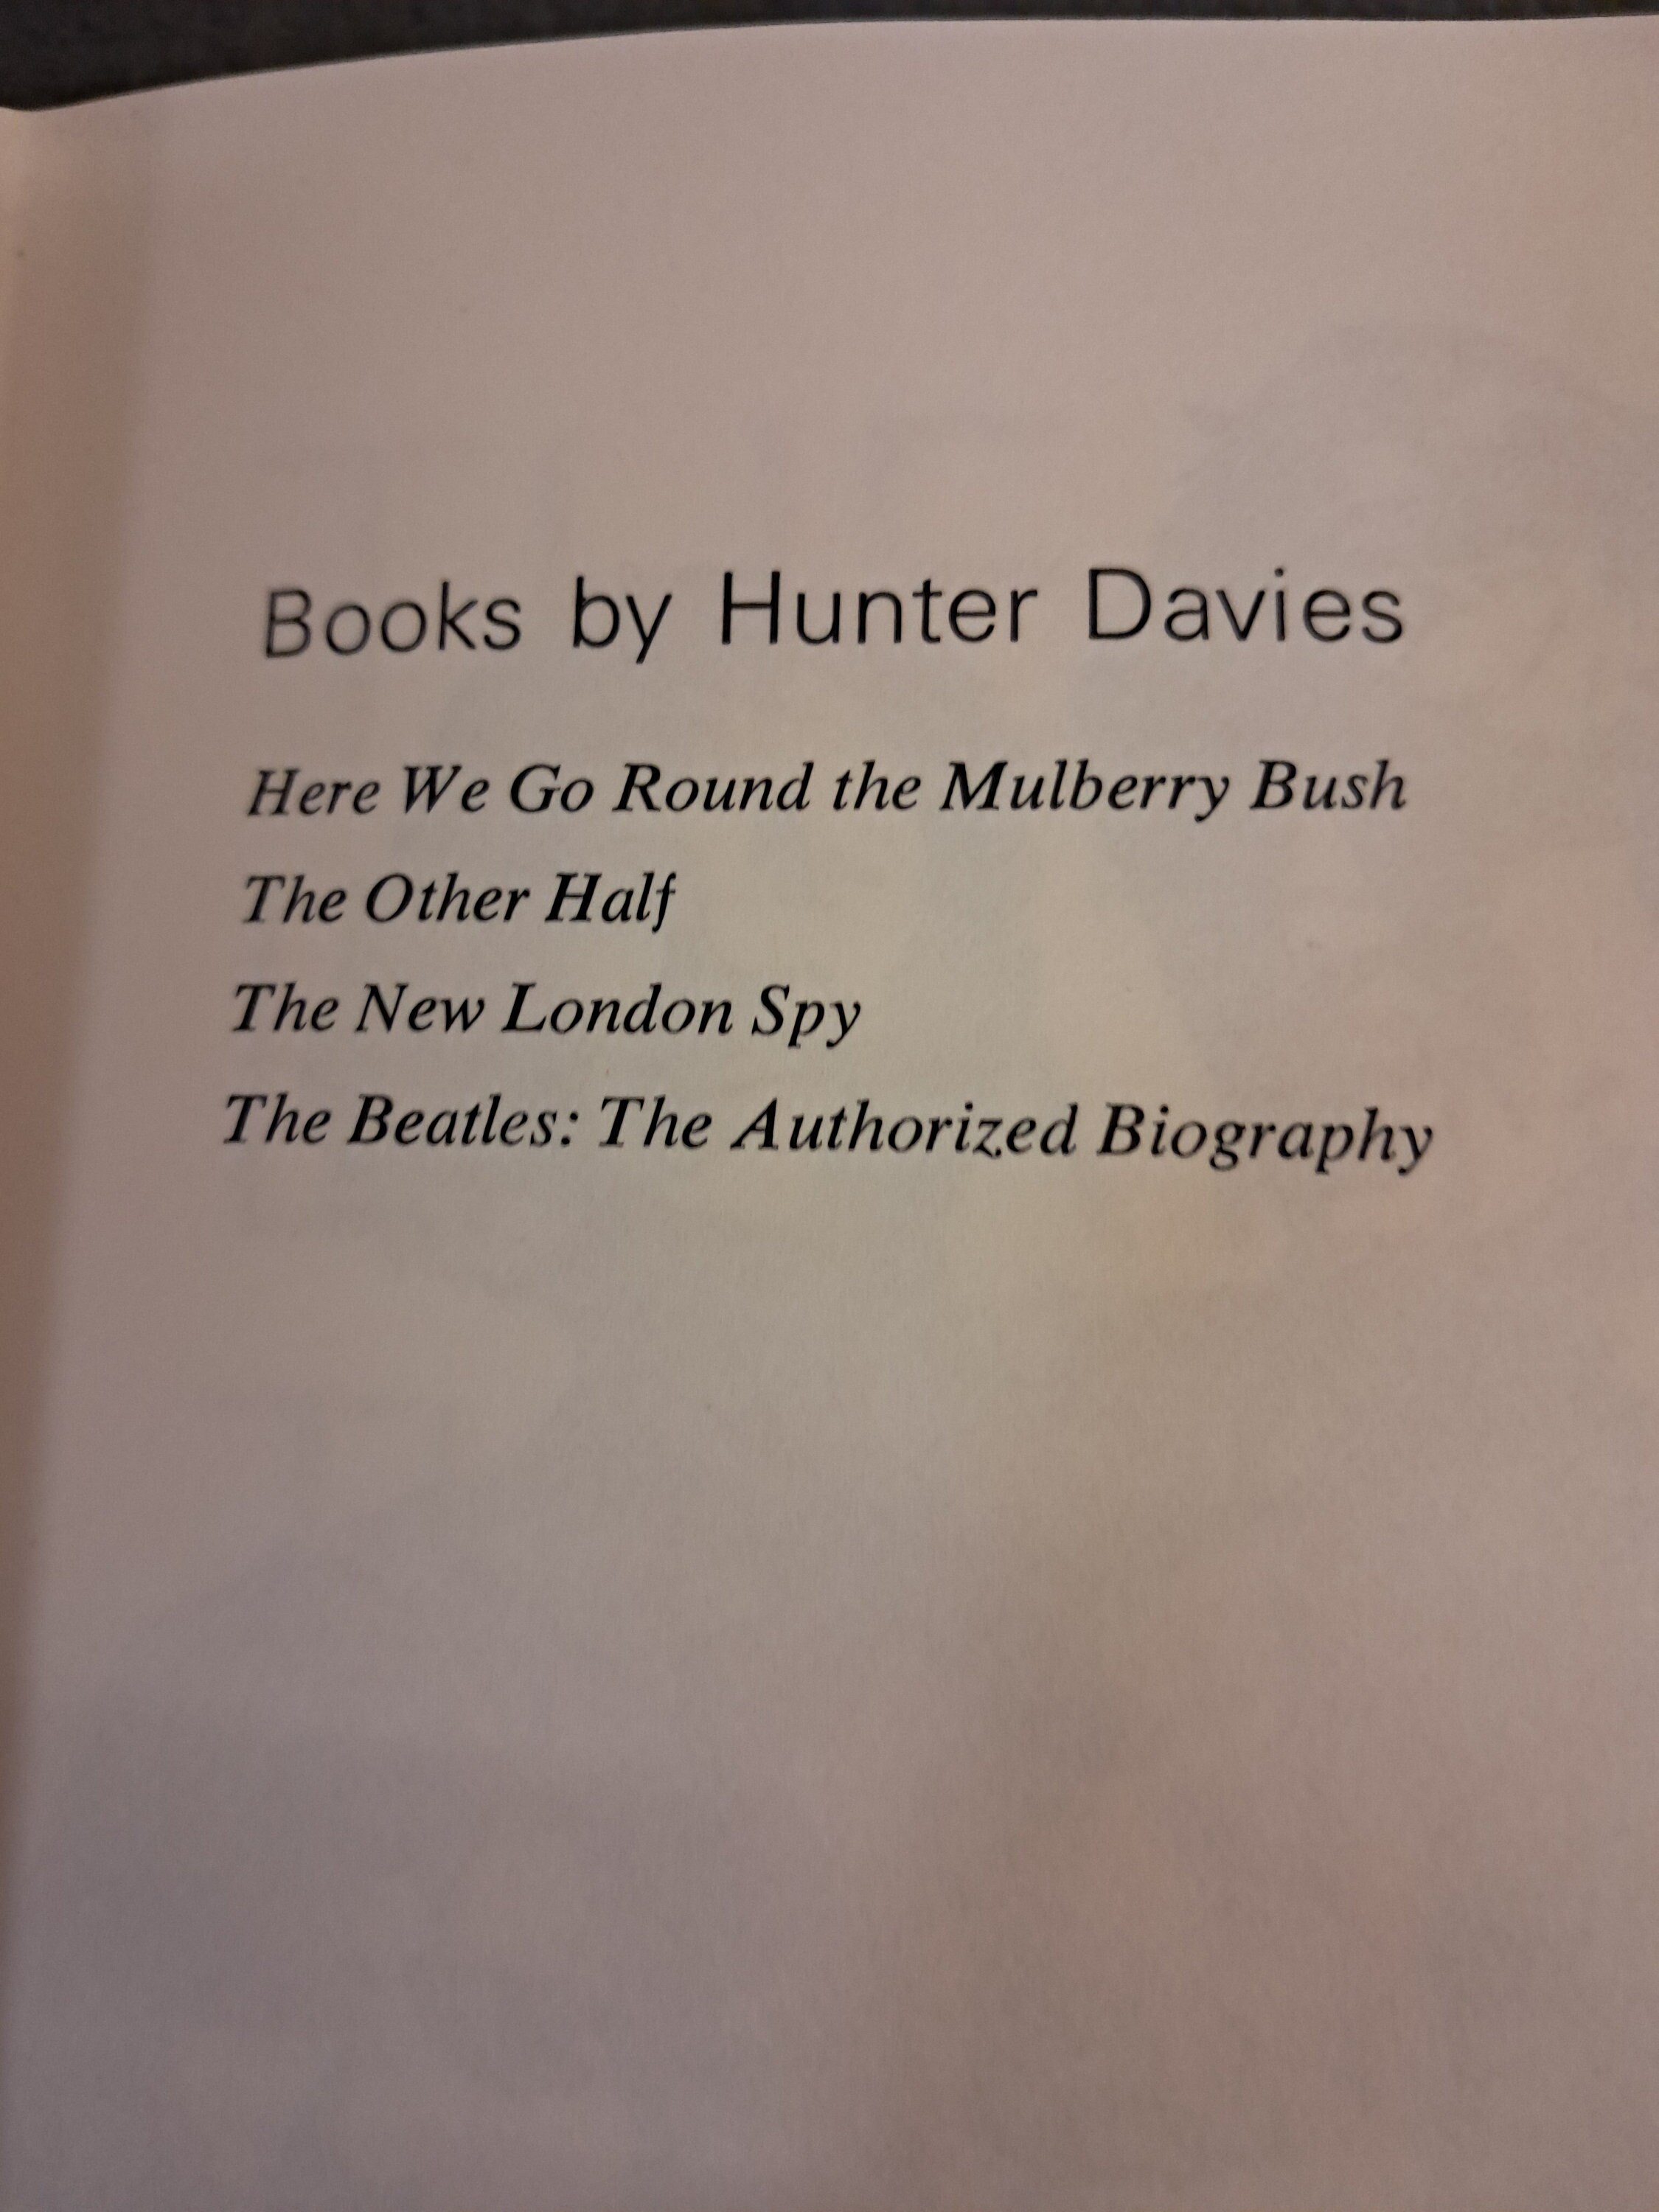 Books by Hunter Davies
Here We Go Round the Mulberry Bush
The Other Half
The New London Spy
The Beatles: The Authorized Biography